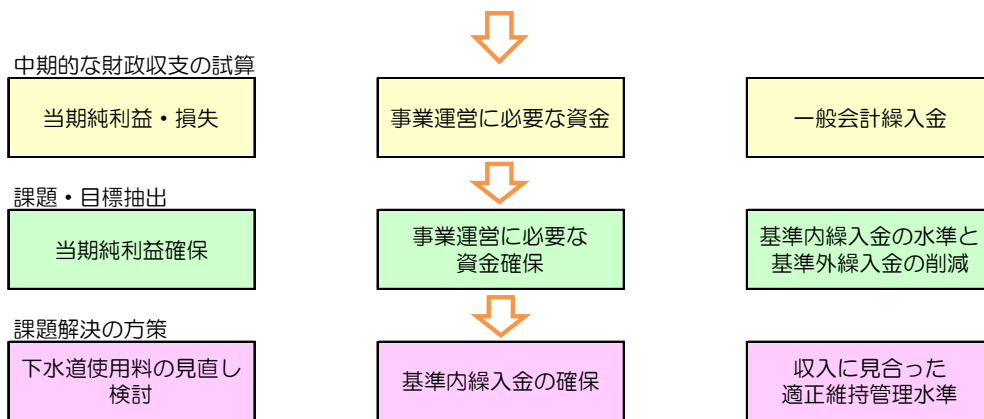 中期的な財政収支の試算
当期純利益・損失
事業運営に必要な資金
一般会計繰入金
課題・目標抽出
当期純利益確保
事業運営に必要な
資金確保
基準内繰入金の水準と
基準外繰入金の削減
課題解決の方策
下水道使用料の見直し
検討
基準内繰入金の確保
収入に見合った
適正維持管理水準